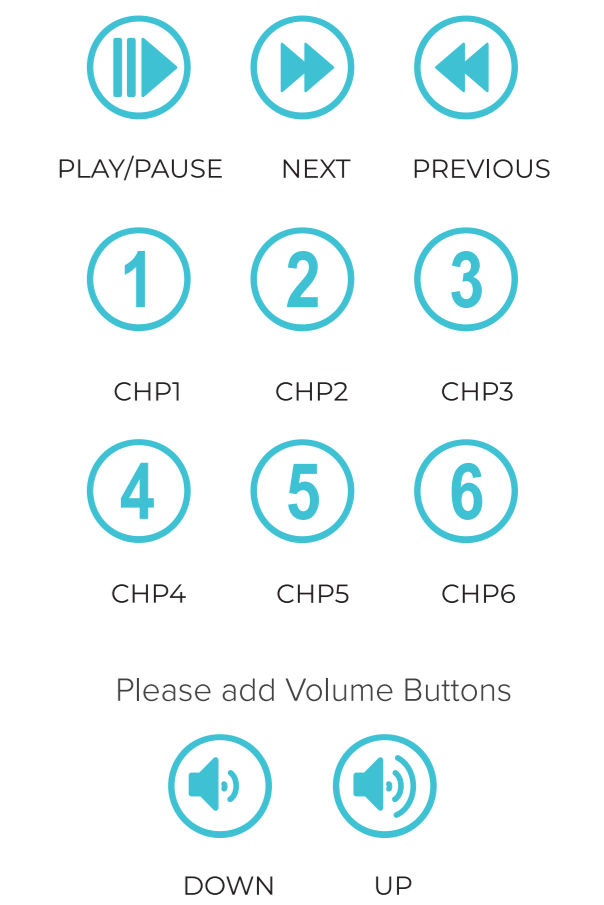 PLAY/PAUSE NEXT PREVIOUS
1 2 3
CHP1 CHP2 CHP3
4 5 6
CHP4 CHP5 CHP6
Please add Volume Buttons
DOWN UP